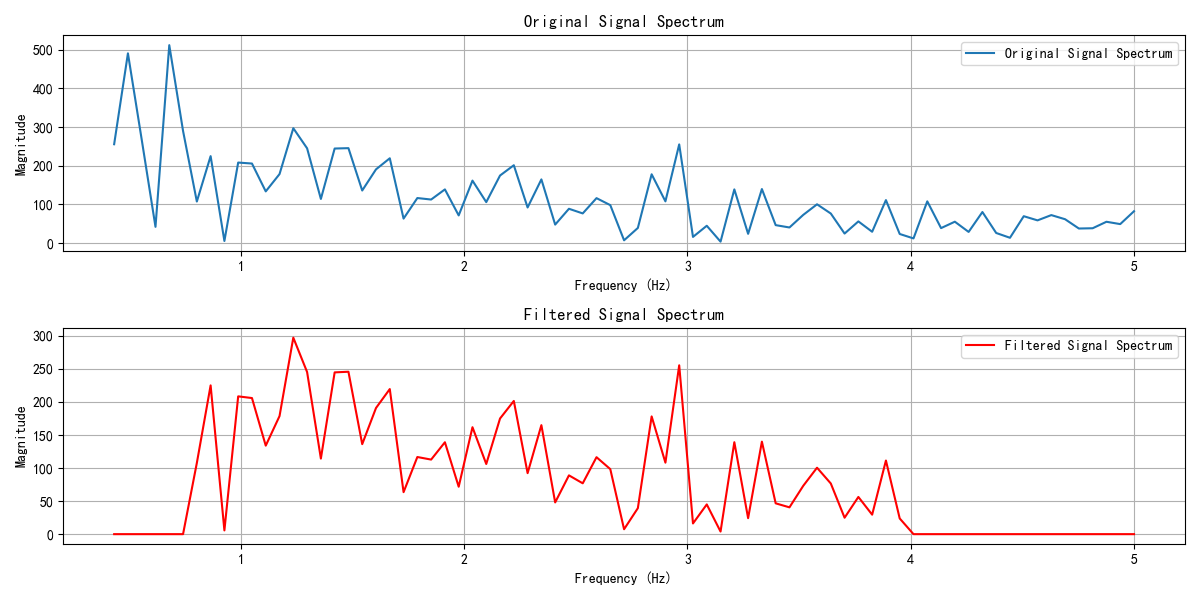 Original Signal Spectrum
Original Signal Spectrum
Magnitude
500
400
300
200
100
0
1
2
3
4
5
Frequency (Hz)
Filtered Signal Spectrum
Filtered Signal Spectrum
Magnitude
300
250
200
150
100
50
0
1
2
3
4
5
Frequency (Hz)